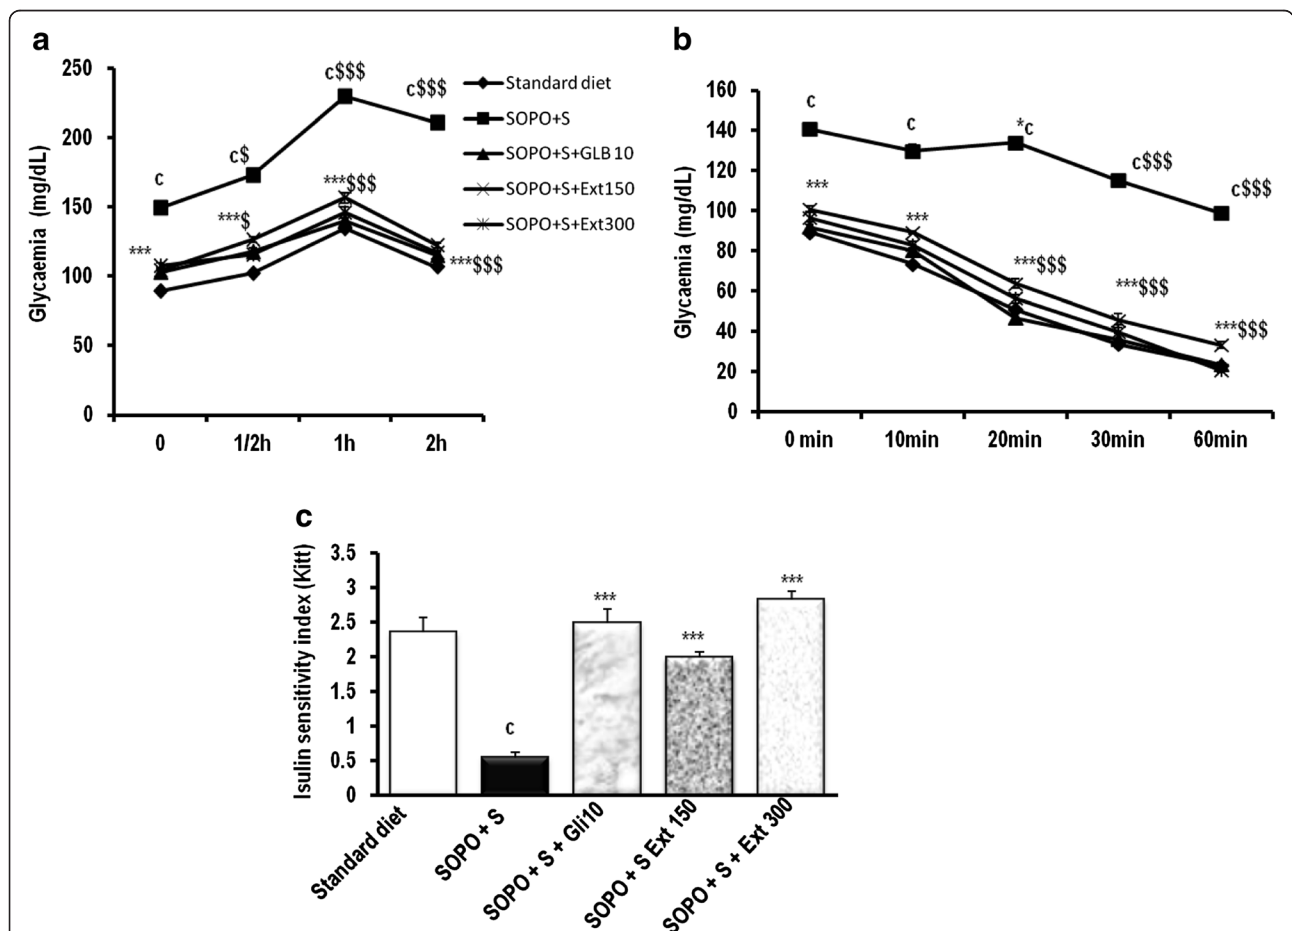 a
250
200
150
100
50
0
Glycaemia (mg/dL)
0 1/2h 1h 2h
c
c$
c$$$
c$$$
***
***$
***$$$
***$$$
Standard diet
SOPO+S
SOPO+S+GLB 10
SOPO+S+Ext150
SOPO+S+Ext300
b
160
140
120
100
80
60
40
20
0
Glycaemia (mg/dL)
0 min 10min 20min 30min 60min
c
c
*c
c$$$
c$$$
***
***
***$$$
***$$$
***$$$
c
3.5
3
2.5
2
1.5
1
0.5
0
Isulin sensitivity index (Kitt)
c
***
***
***
Standard diet
SOPO + S
SOPO + S + Gli10
SOPO + S Ext 150
SOPO + S + Ext 300